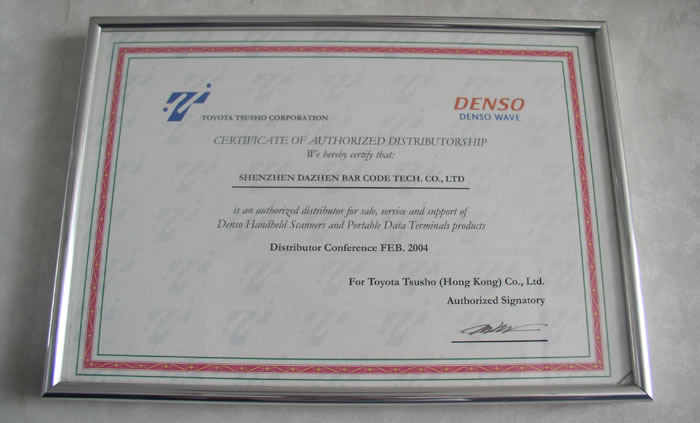 TOYOTA TSUSHO CORPORATION
DENSO
DENSO WAVE
CERTIFICATE OF AUTHORIZED DISTRIBUTORSHIP
We hereby certify that:
SHENZHEN DAZHEN BAR CODE TECH. CO., LTD
is an authorized distributor for sale, service and support of
Denso Handheld Scanners and Portable Data Terminals products
Distributor Conference FEB. 2004
For Toyota Tsusho (Hong Kong) Co., Ltd.
Authorized Signatory